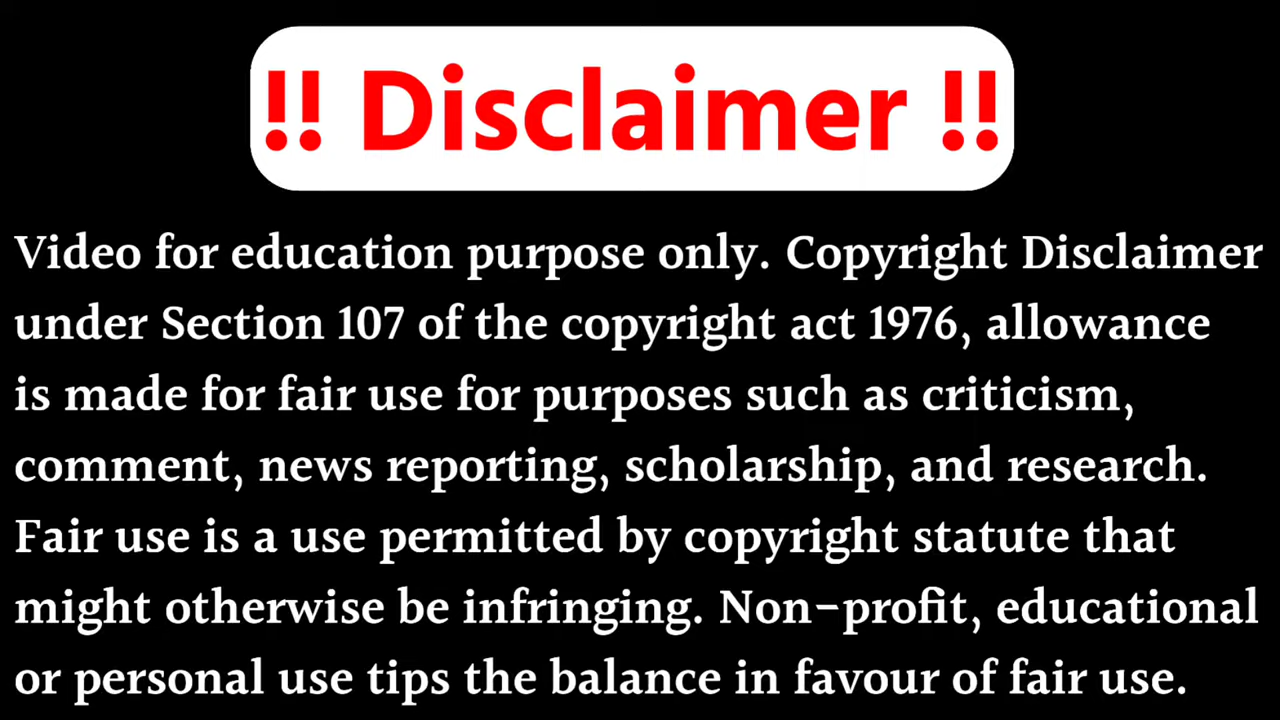 !! Disclaimer !!
Video for education purpose only. Copyright Disclaimer
under Section 107 of the copyright act 1976, allowance
is made for fair use for purposes such as criticism,
comment, news reporting, scholarship, and research.
Fair use is a use permitted by copyright statute that
might otherwise be infringing. Non-profit, educational
or personal use tips the balance in favour of fair use.